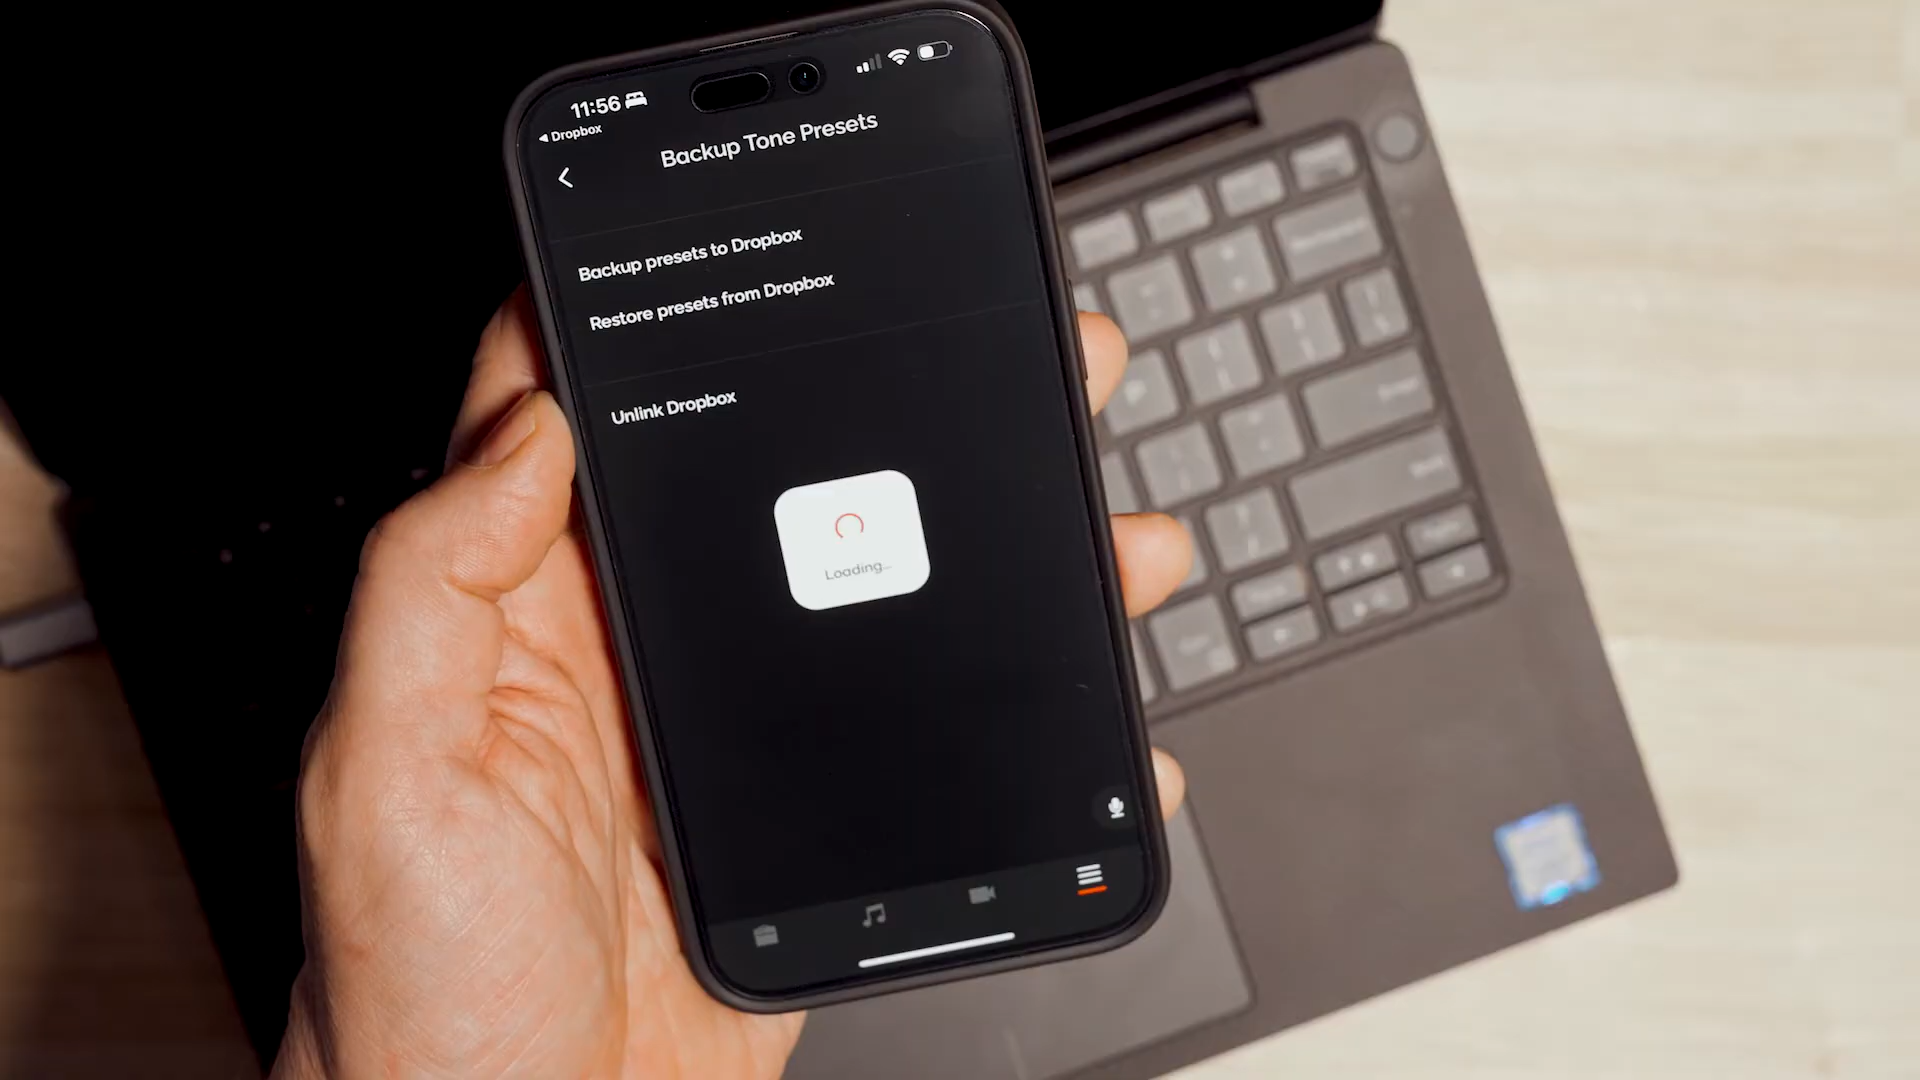 11:56
Dropbox
Backup Tone Presets
Backup presets to Dropbox
Restore presets from Dropbox
Unlink Dropbox
Loading...